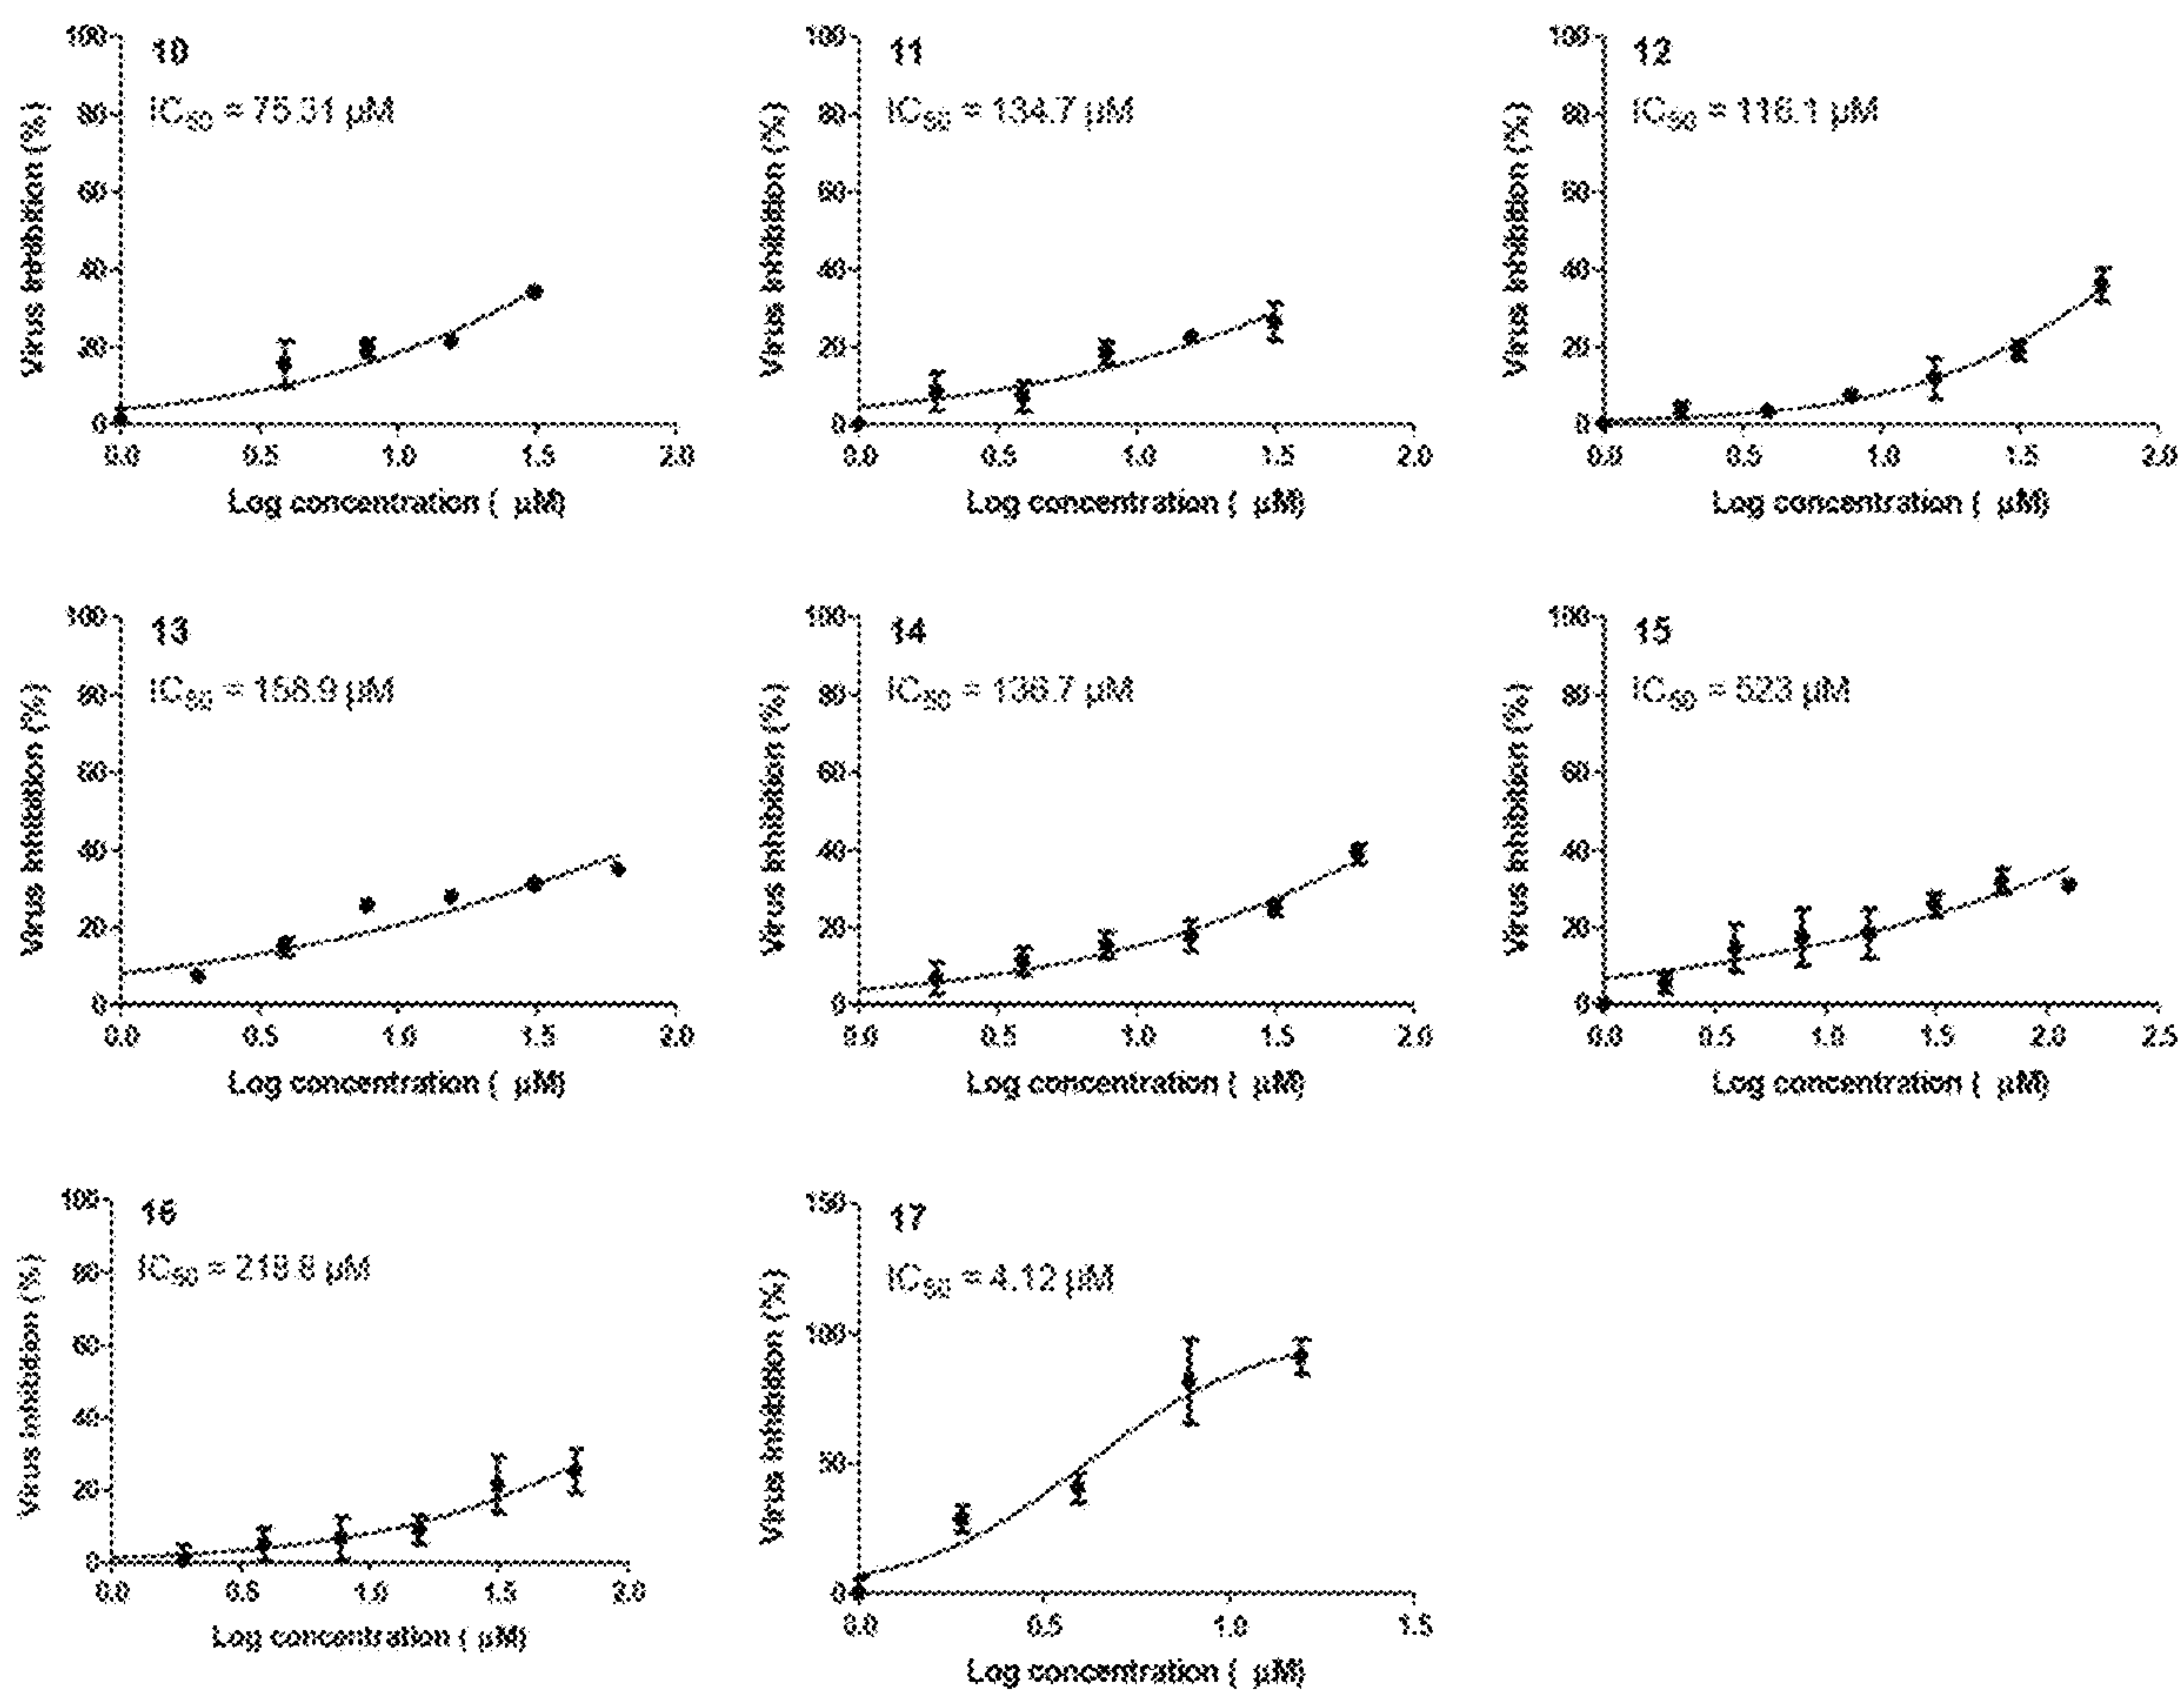 10
IC50 = 75.31 µM
Virus Inhibition (%)
100
80
60
40
20
0
0.0 0.5 1.0 1.5 2.0
Log concentration ( µM)
11
IC50 = 134.7 µM
Virus Inhibition (%)
100
80
60
40
20
0
0.0 0.5 1.0 1.5 2.0
Log concentration ( µM)
12
IC50 = 116.1 µM
Virus Inhibition (%)
100
80
60
40
20
0
0.0 0.5 1.0 1.5 2.0
Log concentration ( µM)
13
IC50 = 158.9 µM
Virus Inhibition (%)
100
80
60
40
20
0
0.0 0.5 1.0 1.5 2.0
Log concentration ( µM)
14
IC50 = 136.7 µM
Virus Inhibition (%)
100
80
60
40
20
0
0.0 0.5 1.0 1.5 2.0
Log concentration ( µM)
15
IC50 = 523 µM
Virus Inhibition (%)
100
80
60
40
20
0
0.0 0.5 1.0 1.5 2.0 2.5
Log concentration ( µM)
16
IC50 = 218.8 µM
Virus Inhibition (%)
100
80
60
40
20
0
0.0 0.5 1.0 1.5 2.0
Log concentration ( µM)
17
IC50 = 4.12 µM
Virus Inhibition (%)
150
100
50
0
0.0 0.5 1.0 1.5
Log concentration ( µM)